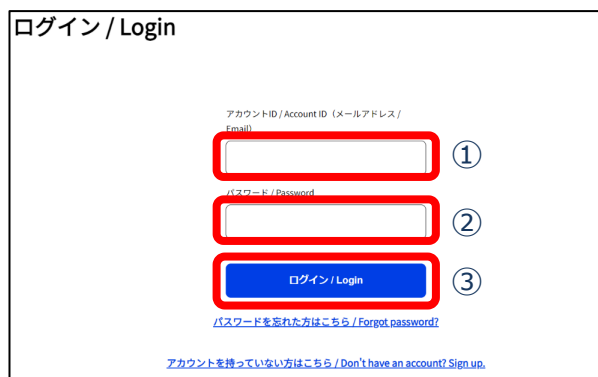 ログイン / Login
アカウントID / Account ID（メールアドレス /
Email）
①
パスワード / Password
②
ログイン / Login
③
パスワードを忘れた方はこちら / Forgot password?
アカウントを持っていない方はこちら / Don't have an account? Sign up.